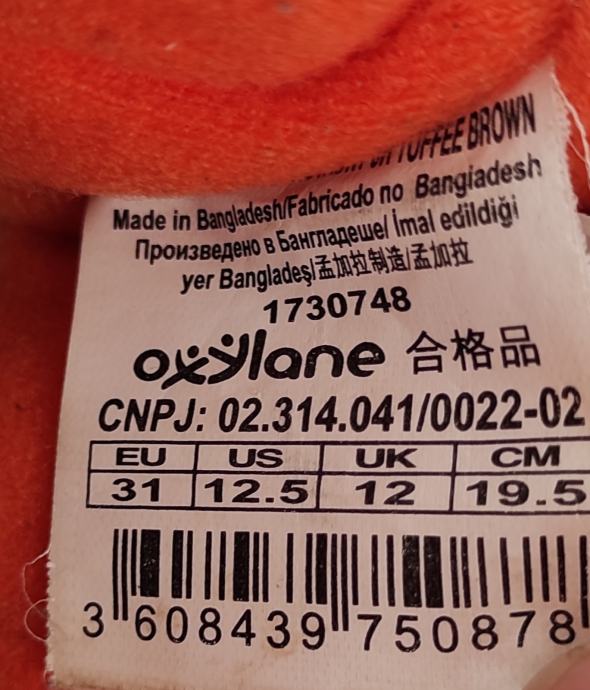 TOFFEE BROWN
Made in Bangladesh/Fabricado no Bangiadesh
Произведено в Бангладеше/ İmal edildiği
yer Bangladeş/孟加拉制造/孟加拉
1730748
oxylane 合格品
CNPJ: 02.314.041/0022-02
EU US UK CM
31 12.5 12 19.5
3 608439 750878